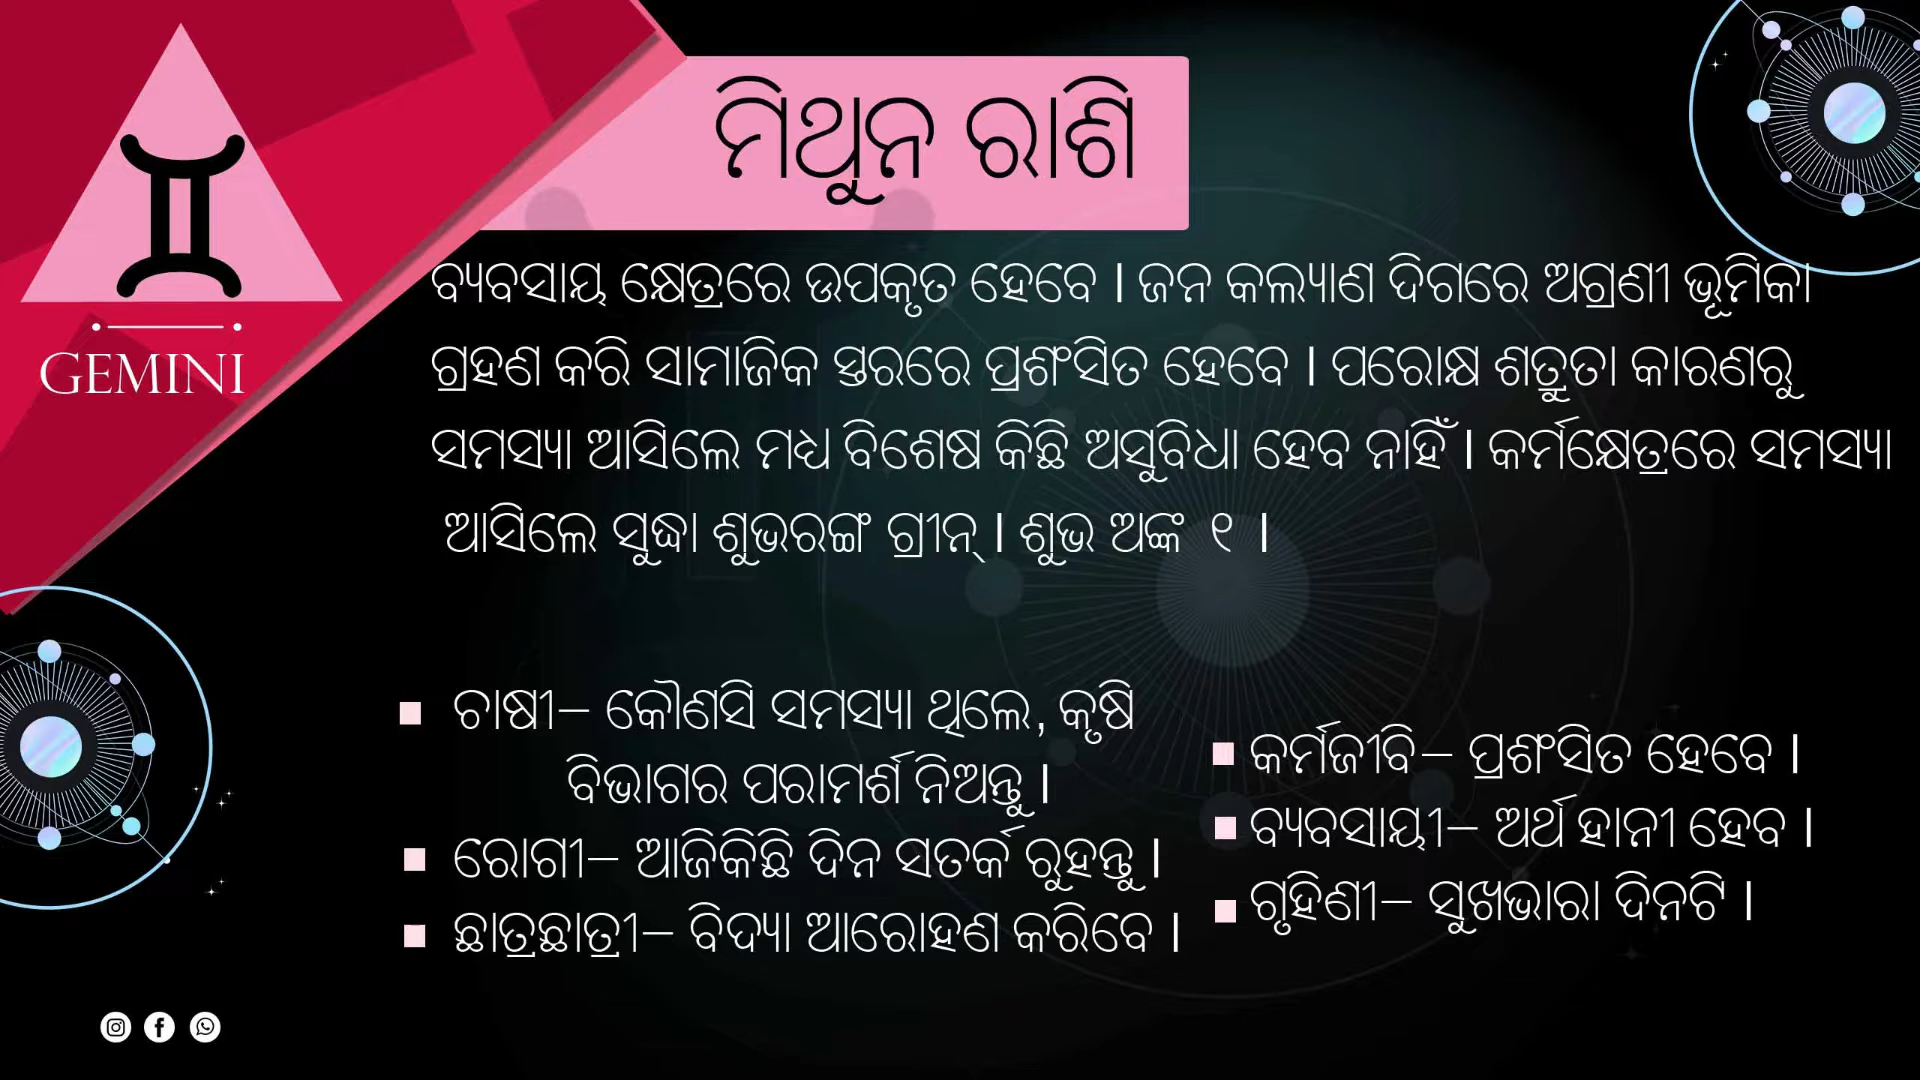 ମିଥୁନ ରାଶି
GEMINI
ବ୍ୟବସାୟ କ୍ଷେତ୍ରରେ ଉପକୃତ ହେବେ । ଜନ କଲ୍ୟାଣ ଦିଗରେ ଅଗ୍ରଣୀ ଭୂମିକା
ଗ୍ରହଣ କରି ସାମାଜିକ ସ୍ତରରେ ପ୍ରଶଂସିତ ହେବେ । ପରୋକ୍ଷ ଶତ୍ରୁତା କାରଣରୁ
ସମସ୍ୟା ଆସିଲେ ମଧ୍ୟ ବିଶେଷ କିଛି ଅସୁବିଧା ହେବ ନାହିଁ । କର୍ମକ୍ଷେତ୍ରରେ ସମସ୍ୟା
ଆସିଲେ ସୁଦ୍ଧା ଶୁଭରଙ୍ଗ ଗ୍ରୀନ୍ । ଶୁଭ ଅଙ୍କ ୧ ।
ଚାଷୀ– କୌଣସି ସମସ୍ୟା ଥିଲେ, କୃଷି
ବିଭାଗର ପରାମର୍ଶ ନିଅନ୍ତୁ ।
ରୋଗୀ– ଆଜିକିଛି ଦିନ ସତର୍କ ରୁହନ୍ତୁ ।
ଛାତ୍ରଛାତ୍ରୀ– ବିଦ୍ୟା ଆରୋହଣ କରିବେ ।
କର୍ମଜୀବି– ପ୍ରଶଂସିତ ହେବେ ।
ବ୍ୟବସାୟୀ– ଅର୍ଥ ହାନୀ ହେବ ।
ଗୃହିଣୀ– ସୁଖଭାରା ଦିନଟି ।